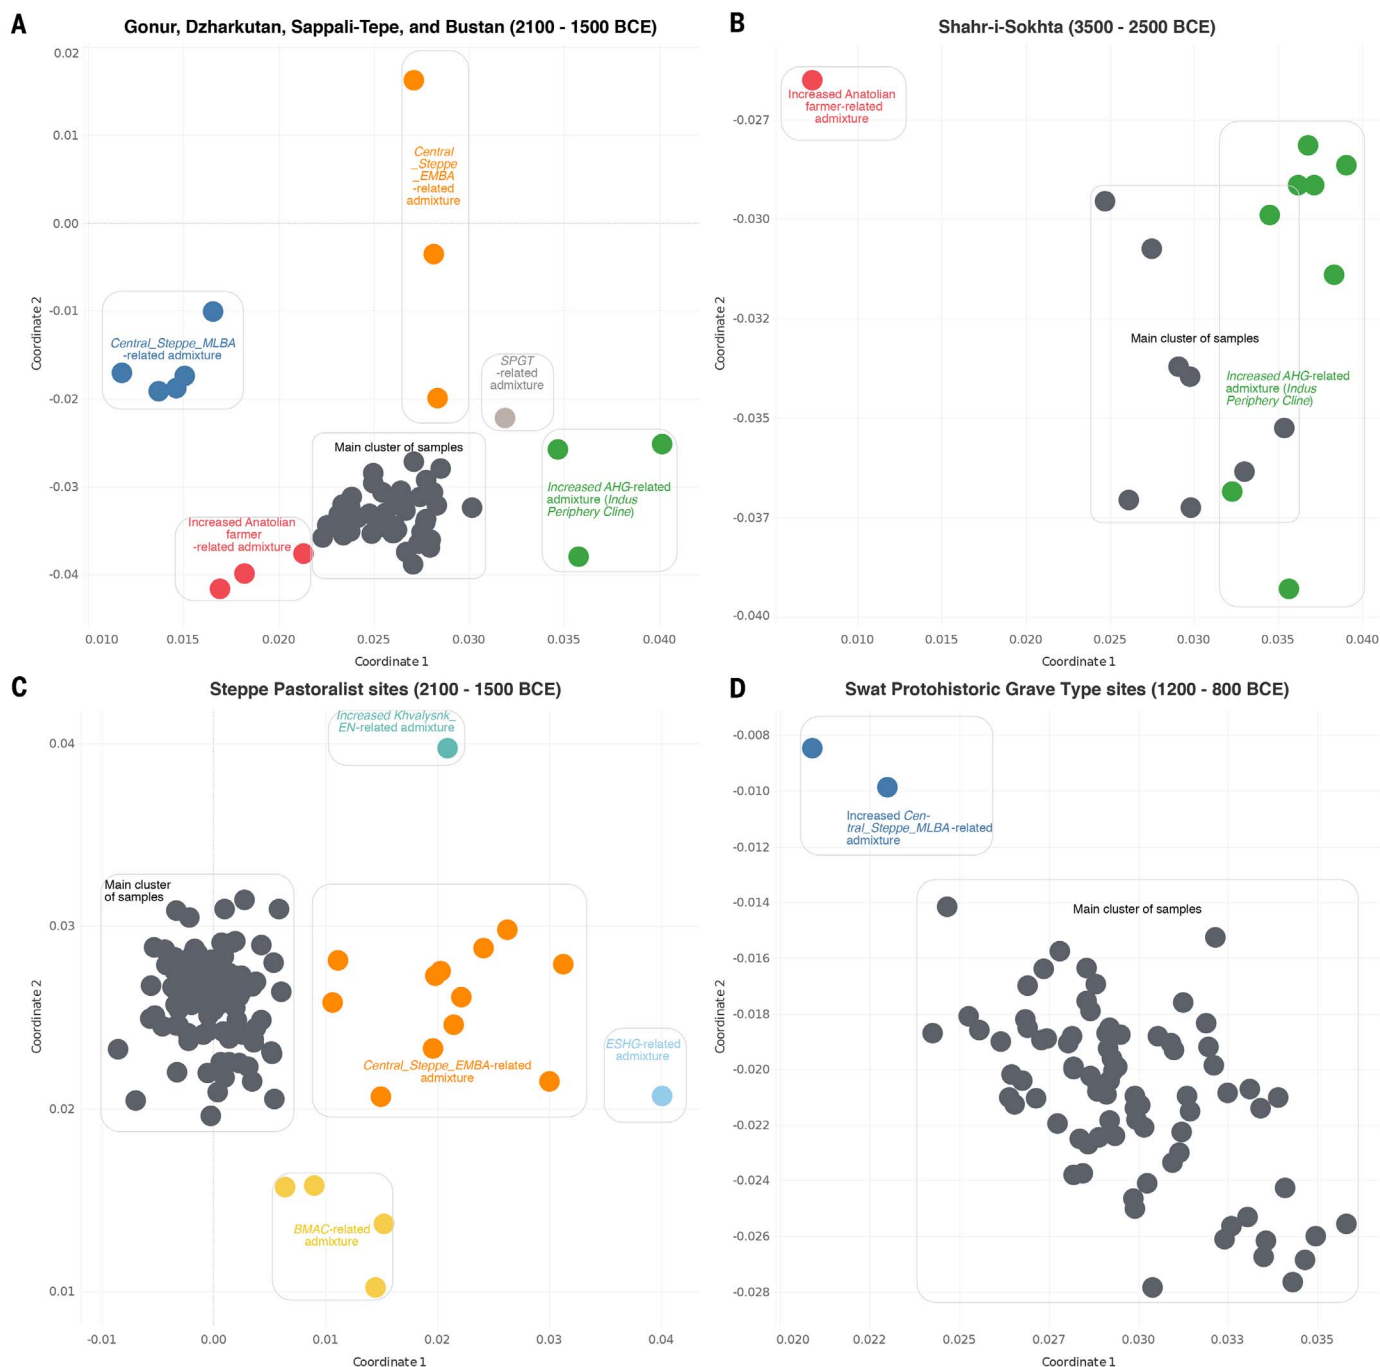 A
Gonur, Dzharkutan, Sappali-Tepe, and Bustan (2100 - 1500 BCE)
0.02
0.01
0.00
-0.01
-0.02
-0.03
-0.04
Coordinate 2
Central
_Steppe
_EMBA
-related
admixture
Central_Steppe_MLBA
-related admixture
SPGT
-related
admixture
Main cluster of samples
Increased AHG-related
admixture (Indus
Periphery Cline)
Increased Anatolian
farmer
-related admixture
0.010
0.015
0.020
0.025
0.030
0.035
0.040
Coordinate 1
B
Shahr-i-Sokhta (3500 - 2500 BCE)
-0.027
-0.030
-0.032
-0.035
-0.037
-0.040
Coordinate 2
Increased Anatolian
farmer-related
admixture
Main cluster of samples
Increased AHG-related
admixture (Indus
Periphery Cline)
0.010
0.015
0.020
0.025
0.030
0.035
0.040
Coordinate 1
C
Steppe Pastoralist sites (2100 - 1500 BCE)
0.04
0.03
0.02
0.01
Coordinate 2
Increased Khvalysnk_
EN-related admixture
Main cluster
of samples
Central_Steppe_EMBA-related
admixture
ESHG-related
admixture
BMAC-related
admixture
-0.01
0.00
0.01
0.02
0.03
0.04
Coordinate 1
D
Swat Protohistoric Grave Type sites (1200 - 800 BCE)
-0.008
-0.010
-0.012
-0.014
-0.016
-0.018
-0.020
-0.022
-0.024
-0.026
-0.028
Coordinate 2
Increased Cen-
tral_Steppe_MLBA-related
admixture
Main cluster of samples
0.020
0.022
0.025
0.027
0.030
0.033
0.035
Coordinate 1